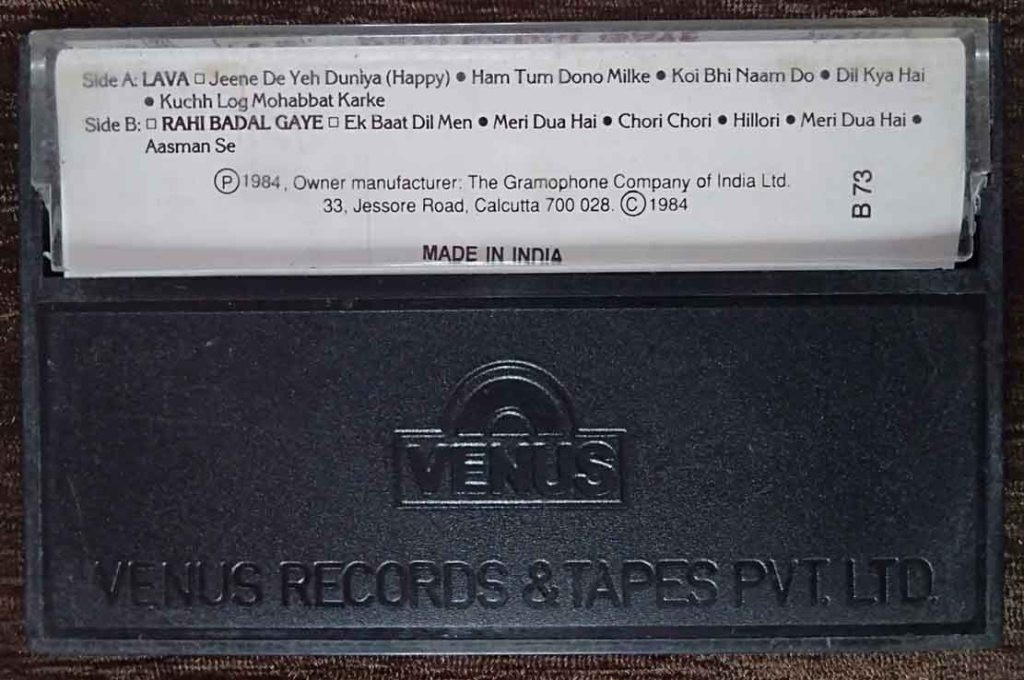 Side A: LAVA □ Jeene De Yeh Duniya (Happy) ● Ham Tum Dono Milke ● Koi Bhi Naam Do ● Dil Kya Hai
● Kuchh Log Mohabbat Karke
Side B: □ RAHI BADAL GAYE □ Ek Baat Dil Men ● Meri Dua Hai ● Chori Chori ● Hillori ● Meri Dua Hai ●
Aasman Se
Ⓟ 1984, Owner manufacturer: The Gramophone Company of India Ltd.
33, Jessore Road, Calcutta 700 028. © 1984
B 73
MADE IN INDIA
VENUS
VENUS RECORDS & TAPES PVT. LTD.